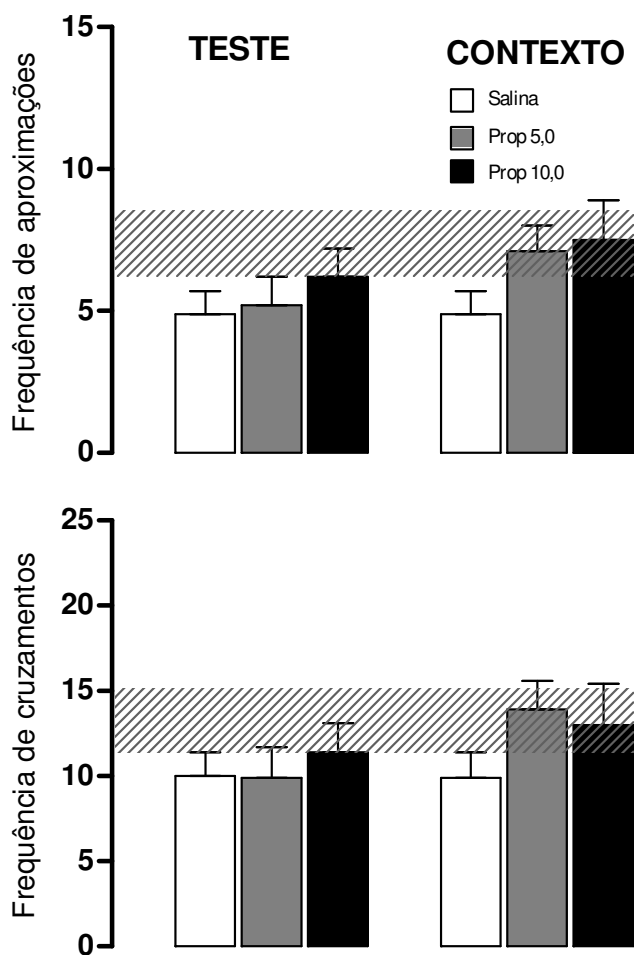 TESTE
CONTEXTO
Salina
Prop 5,0
Prop 10,0
Frequência de aproximações
15
10
5
0
Frequência de cruzamentos
25
20
15
10
5
0